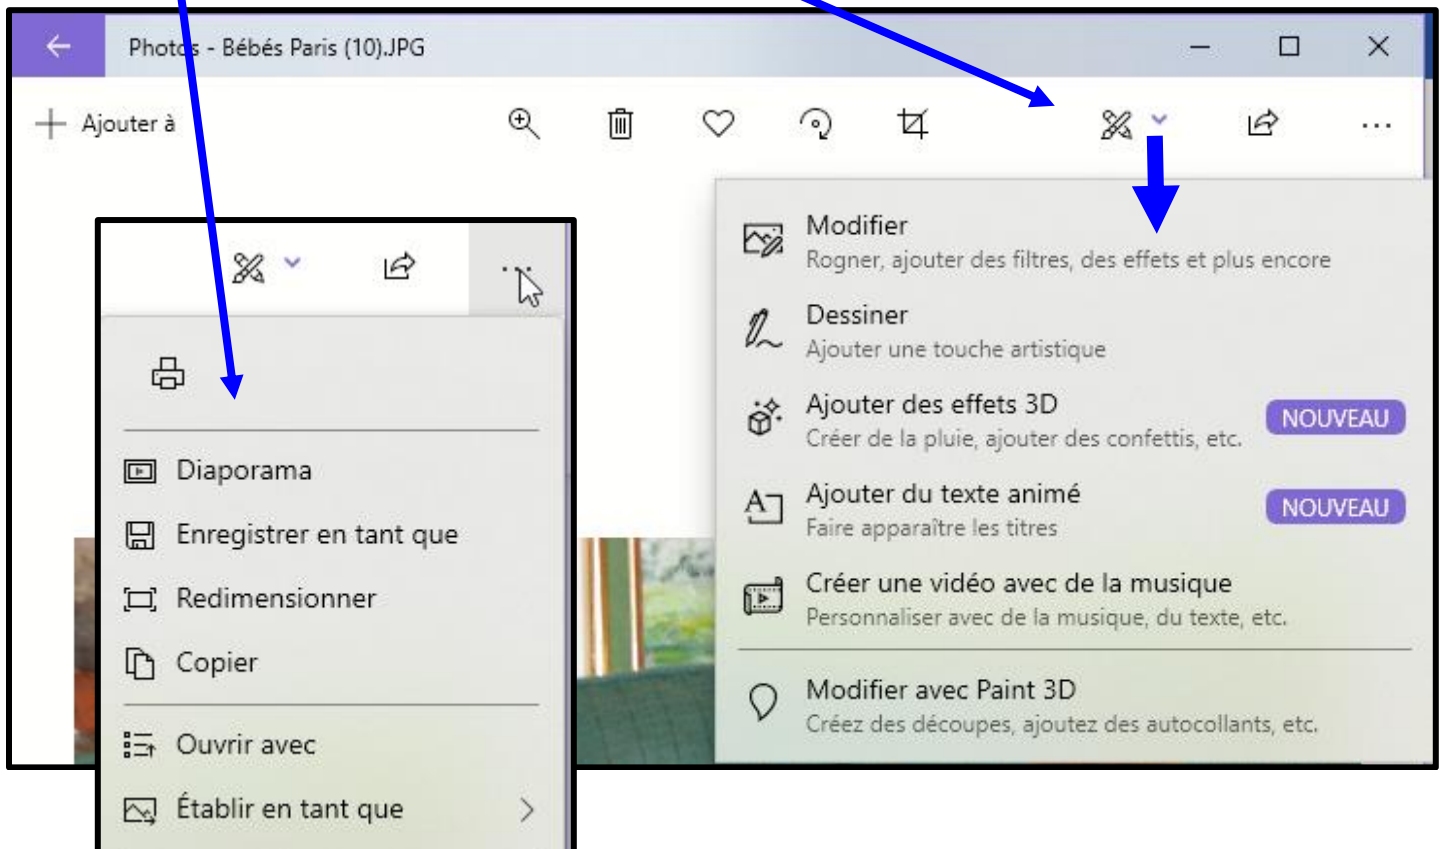 Photos - Bébés Paris (10).JPG
Ajouter à
Modifier
Rogner, ajouter des filtres, des effets et plus encore
Dessiner
Ajouter une touche artistique
Ajouter des effets 3D
Créer de la pluie, ajouter des confettis, etc.
NOUVEAU
Ajouter du texte animé
Faire apparaître les titres
NOUVEAU
Créer une vidéo avec de la musique
Personnaliser avec de la musique, du texte, etc.
Modifier avec Paint 3D
Créez des découpes, ajoutez des autocollants, etc.
Diaporama
Enregistrer en tant que
Redimensionner
Copier
Ouvrir avec
Établir en tant que